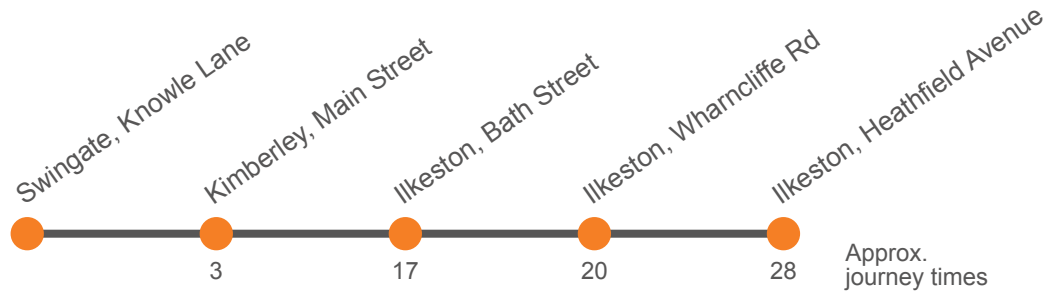 Swingate, Knowle Lane
Kimberley, Main Street
Ilkeston, Bath Street
Ilkeston, Wharncliffe Rd
Ilkeston, Heathfield Avenue
3
17
20
28
Approx.
journey times